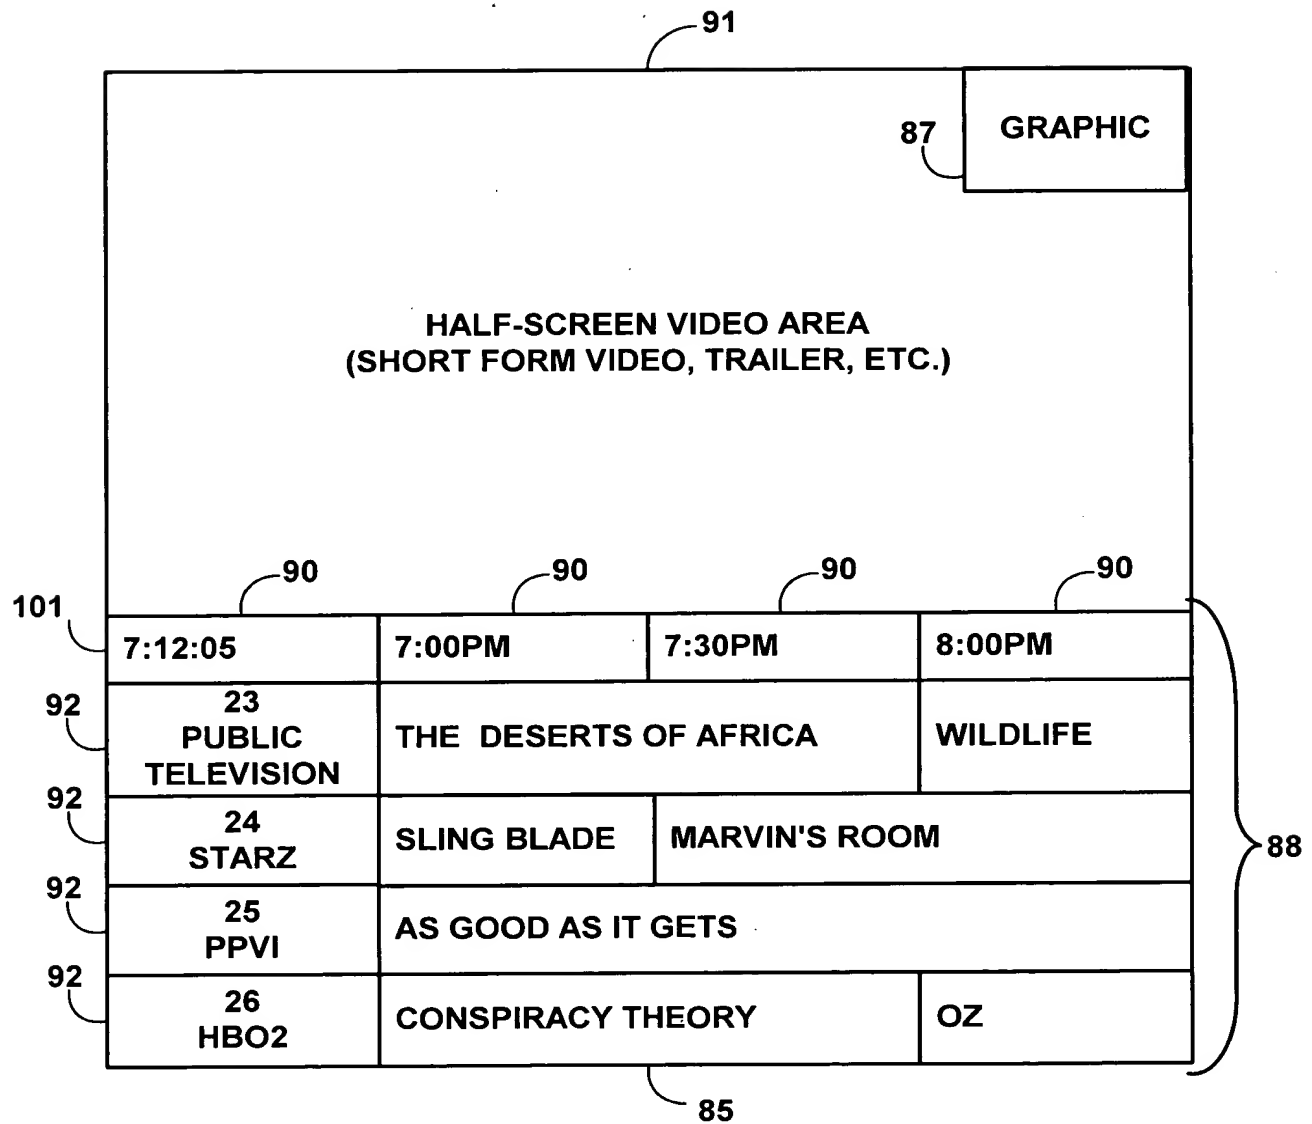 91
87
GRAPHIC
HALF-SCREEN VIDEO AREA
(SHORT FORM VIDEO, TRAILER, ETC.)
90 90 90 90
101
7:12:05 7:00PM 7:30PM 8:00PM
92
23
PUBLIC
TELEVISION
THE DESERTS OF AFRICA
WILDLIFE
92
24
STARZ
SLING BLADE
MARVIN'S ROOM
88
92
25
PPVI
AS GOOD AS IT GETS
92
26
HBO2
CONSPIRACY THEORY
OZ
85